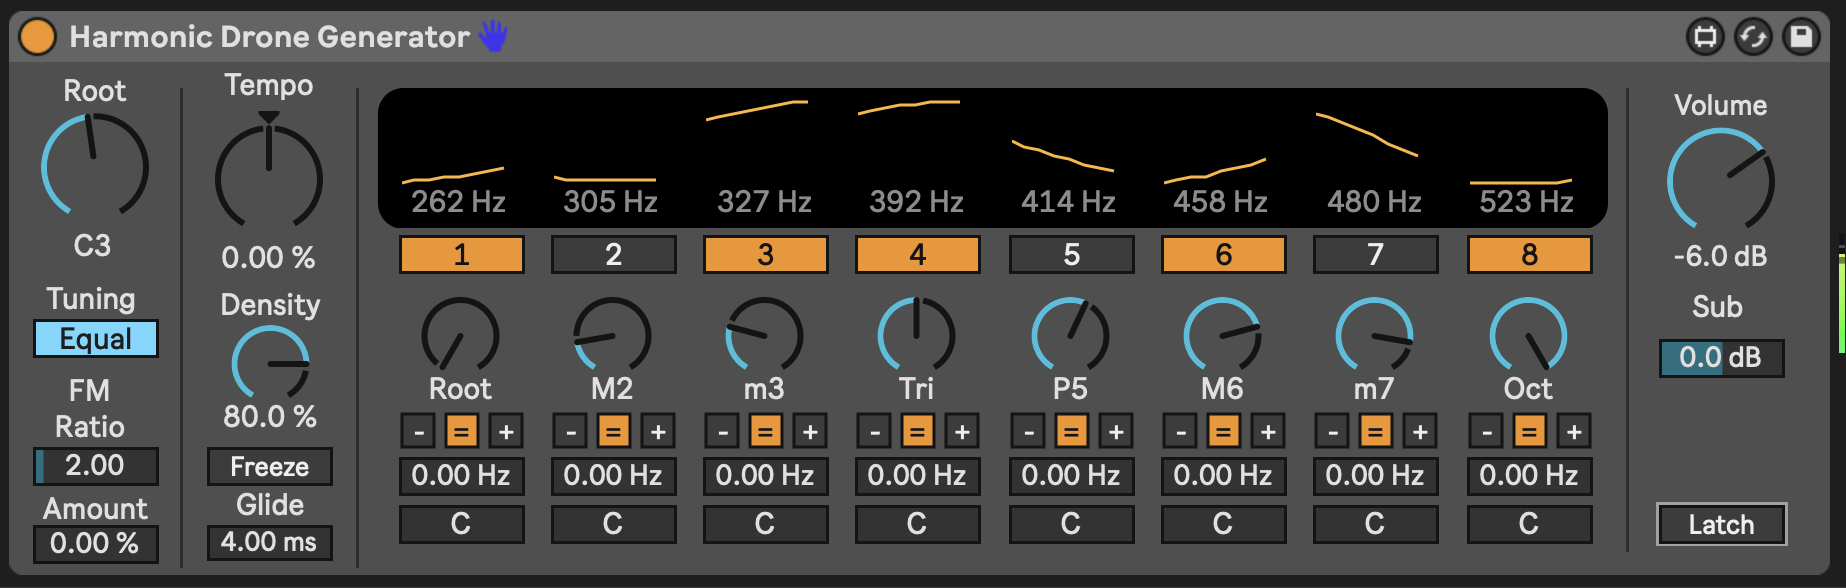 Harmonic Drone Generator
Root
C3
Tuning
Equal
FM
Ratio
2.00
Amount
0.00 %
Tempo
0.00 %
Density
80.0 %
Freeze
Glide
4.00 ms
262 Hz 305 Hz 327 Hz 392 Hz 414 Hz 458 Hz 480 Hz 523 Hz
1 2 3 4 5 6 7 8
Root M2 m3 Tri P5 M6 m7 Oct
- = + - = + - = + - = + - = + - = + - = + - = +
0.00 Hz 0.00 Hz 0.00 Hz 0.00 Hz 0.00 Hz 0.00 Hz 0.00 Hz 0.00 Hz
C C C C C C C C
Volume
-6.0 dB
Sub
0.0 dB
Latch